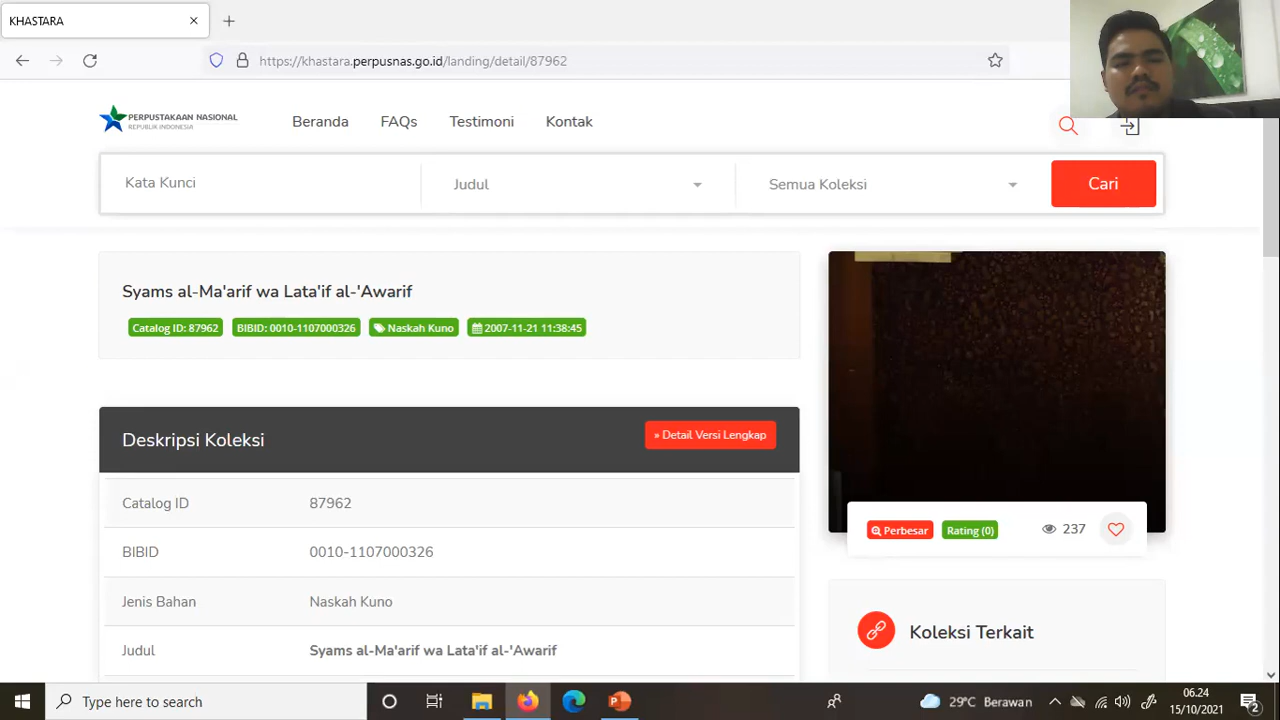 KHASTARA
https://khastara.perpusnas.go.id/landing/detail/87962
PERPUSTAKAAN NASIONAL
REPUBLIK INDONESIA
Beranda FAQs Testimoni Kontak
Kata Kunci Judul Semua Koleksi Cari
Syams al-Ma'arif wa Lata'if al-'Awarif
Catalog ID: 87962 BIBID: 0010-1107000326 Naskah Kuno 2007-11-21 11:38:45
Deskripsi Koleksi » Detail Versi Lengkap
Catalog ID 87962
BIBID 0010-1107000326
Jenis Bahan Naskah Kuno
Judul Syams al-Ma'arif wa Lata'if al-'Awarif
Perbesar Rating (0) 237
Koleksi Terkait
Type here to search
29°C Berawan
06.24
15/10/2021
2